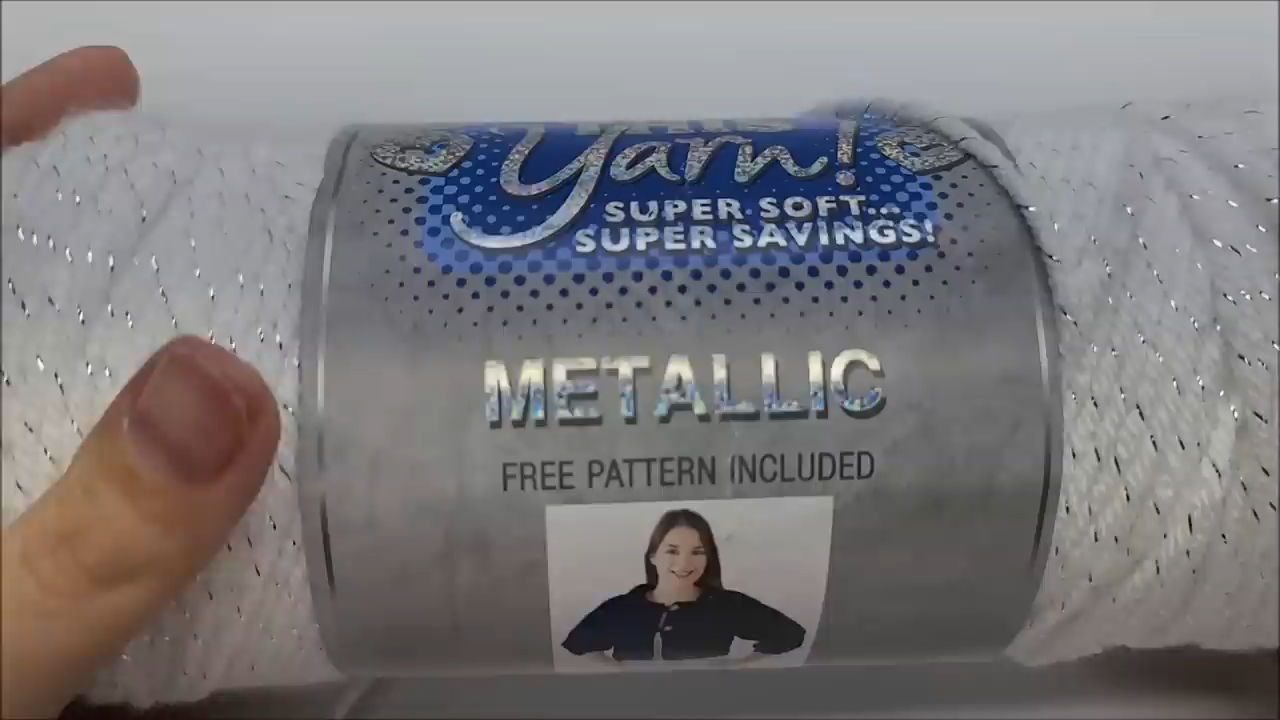 Yarn!
SUPER SOFT...
SUPER SAVINGS!
METALLIC
FREE PATTERN INCLUDED